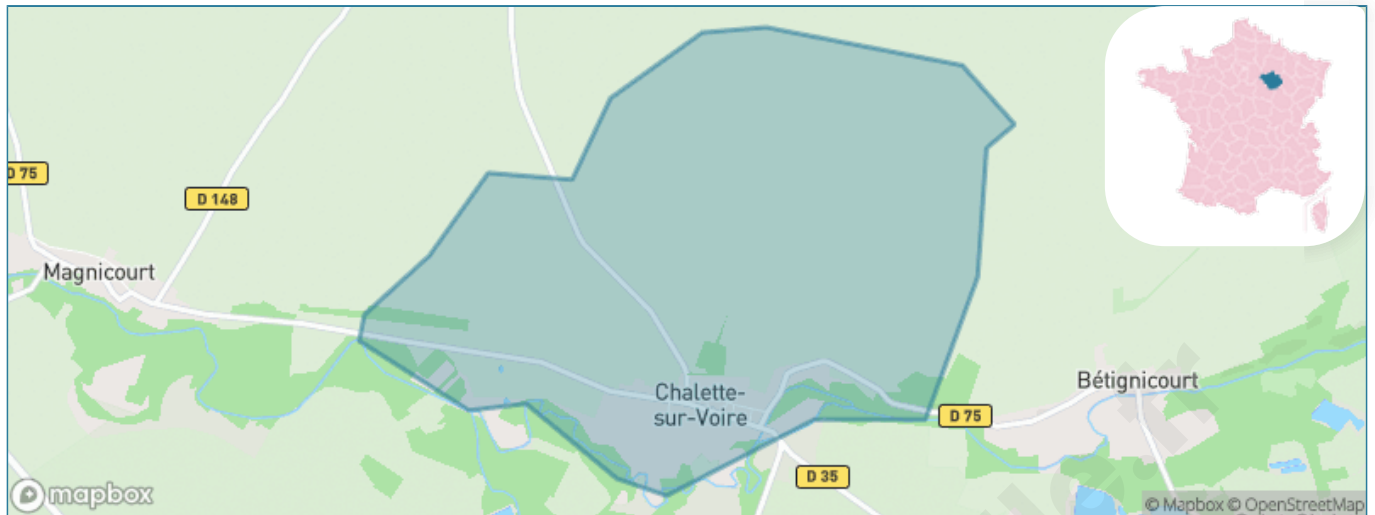 D 75
D 148
Magnicourt
Chalette-
sur-Voire
Bétignicourt
D 75
D 35
mapbox
© Mapbox © OpenStreetMap